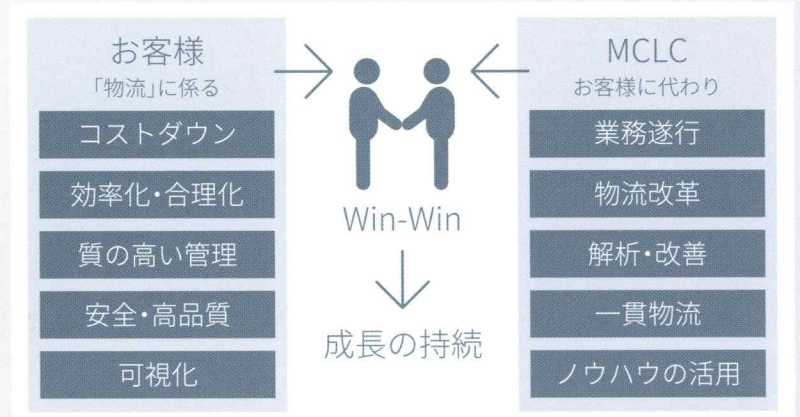 お客様
「物流」に係る
コストダウン
効率化・合理化
質の高い管理
安全・高品質
可視化
Win-Win
成長の持続
MCLC
お客様に代わり
業務遂行
物流改革
解析・改善
一貫物流
ノウハウの活用